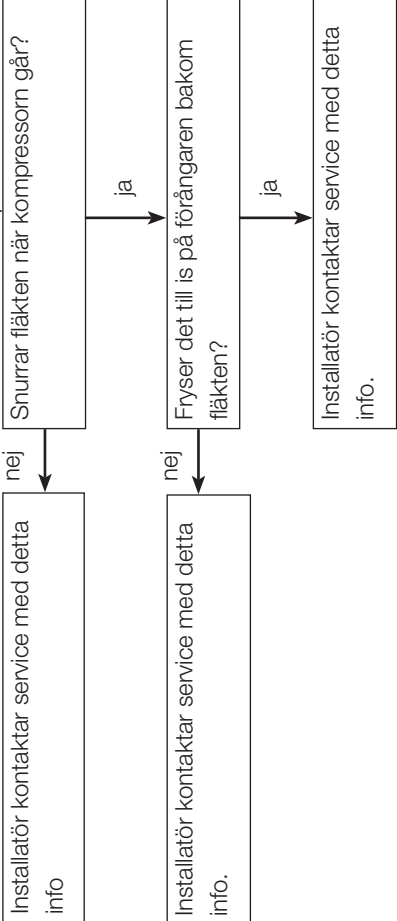 Snurrar fläkten när kompressorn går?
nej
Installatör kontaktar service med detta
info
ja
Fryser det till is på förångaren bakom
fläkten?
nej
Installatör kontaktar service med detta
info.
ja
Installatör kontaktar service med detta
info.